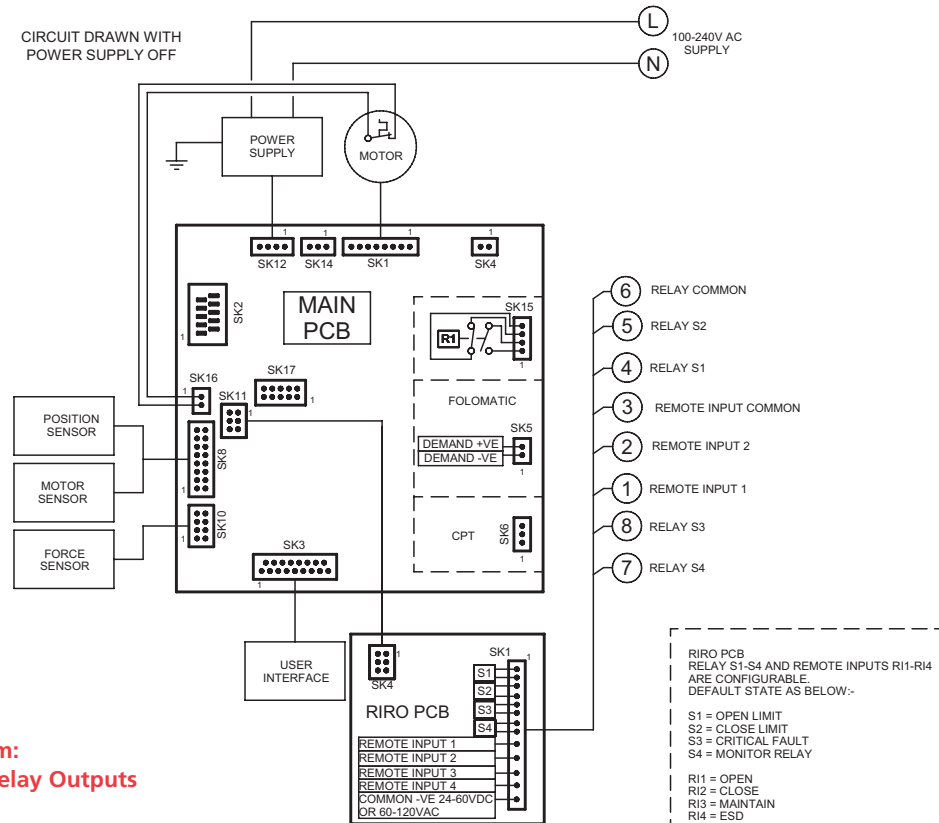 CIRCUIT DRAWN WITH
POWER SUPPLY OFF
L
100-240V AC
SUPPLY
N
POWER
SUPPLY
MOTOR
1
1
1
1
SK12
SK14
SK1
SK4
SK2
1
MAIN
PCB
SK15
R1
1
6 RELAY COMMON
5 RELAY S2
4 RELAY S1
3 REMOTE INPUT COMMON
2 REMOTE INPUT 2
1 REMOTE INPUT 1
8 RELAY S3
7 RELAY S4
SK16
1
SK17
1
SK11
1
FOLOMATIC
SK5
DEMAND +VE
DEMAND -VE
1
POSITION
SENSOR
MOTOR
SENSOR
FORCE
SENSOR
SK8
1
SK10
1
CPT
SK6
1
SK3
1
USER
INTERFACE
1
SK4
RIRO PCB
SK1
1
S1
S2
S3
S4
REMOTE INPUT 1
REMOTE INPUT 2
REMOTE INPUT 3
REMOTE INPUT 4
COMMON -VE 24-60VDC
OR 60-120VAC
RIRO PCB
RELAY S1-S4 AND REMOTE INPUTS RI1-RI4
ARE CONFIGURABLE.
DEFAULT STATE AS BELOW:-
S1 = OPEN LIMIT
S2 = CLOSE LIMIT
S3 = CRITICAL FAULT
S4 = MONITOR RELAY
RI1 = OPEN
RI2 = CLOSE
RI3 = MAINTAIN
RI4 = ESD
m:
elay Outputs